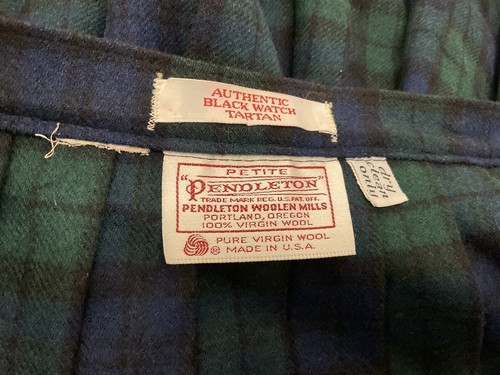 AUTHENTIC
BLACK WATCH
TARTAN
PETITE
"PENDLETON"
TRADE MARK REG. U.S. PAT. OFF.
PENDLETON WOOLEN MILLS
PORTLAND, OREGON
100% VIRGIN WOOL
PURE VIRGIN WOOL
MADE IN U.S.A.